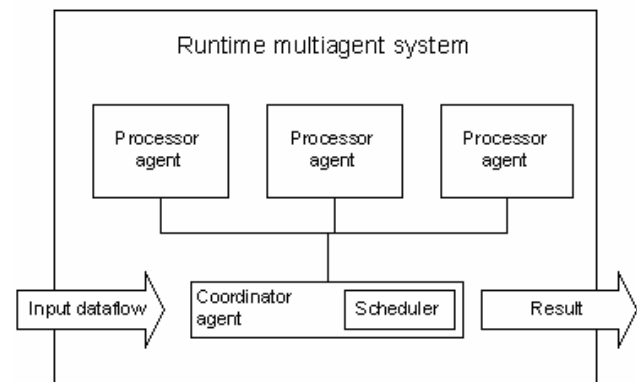 Runtime multiagent system
Processor
agent
Processor
agent
Processor
agent
Input dataflow
Coordinator
agent
Scheduler
Result